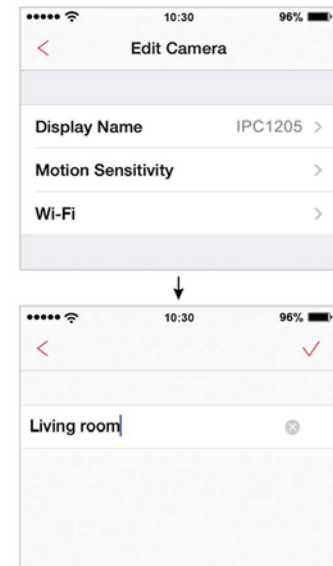 10:30 96%
Edit Camera
Display Name IPC1205
Motion Sensitivity
Wi-Fi
10:30 96%
Living room